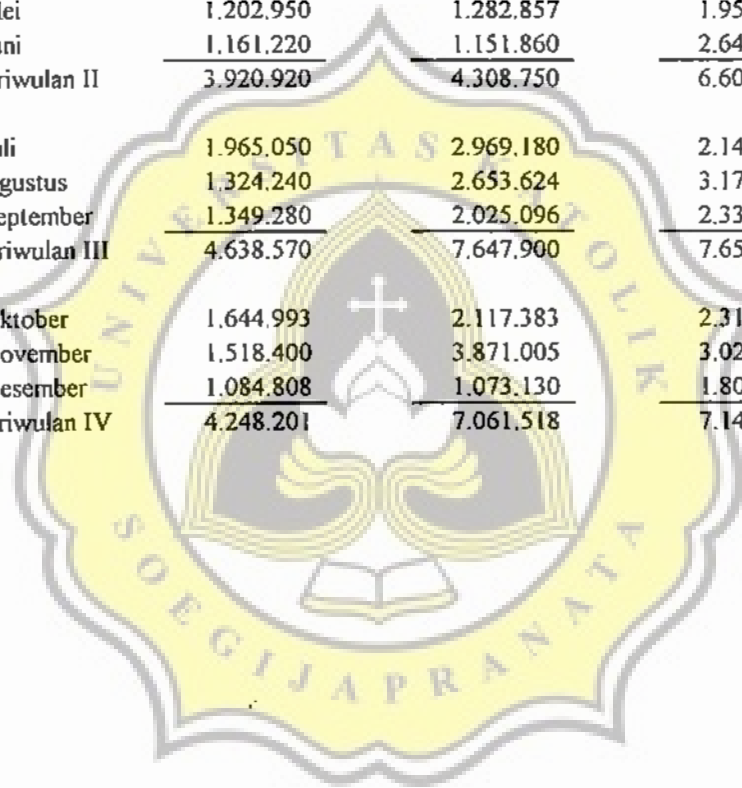 lei 1.202.950 1.282.857 1.95
uni 1.161.220 1.151.860 2.64
riwulan II 3.920.920 4.308.750 6.60
uli 1.965.050 2.969.180 2.14
gustus 1.324.240 2.653.624 3.17
eptember 1.349.280 2.025.096 2.33
riwulan III 4.638.570 7.647.900 7.65
ktober 1.644.993 2.117.383 2.31
ovember 1.518.400 3.871.005 3.02
esember 1.084.808 1.073.130 1.80
riwulan IV 4.248.201 7.061.518 7.14
UNIVERSITAS KATOLIK
SOEGIJAPRANATA